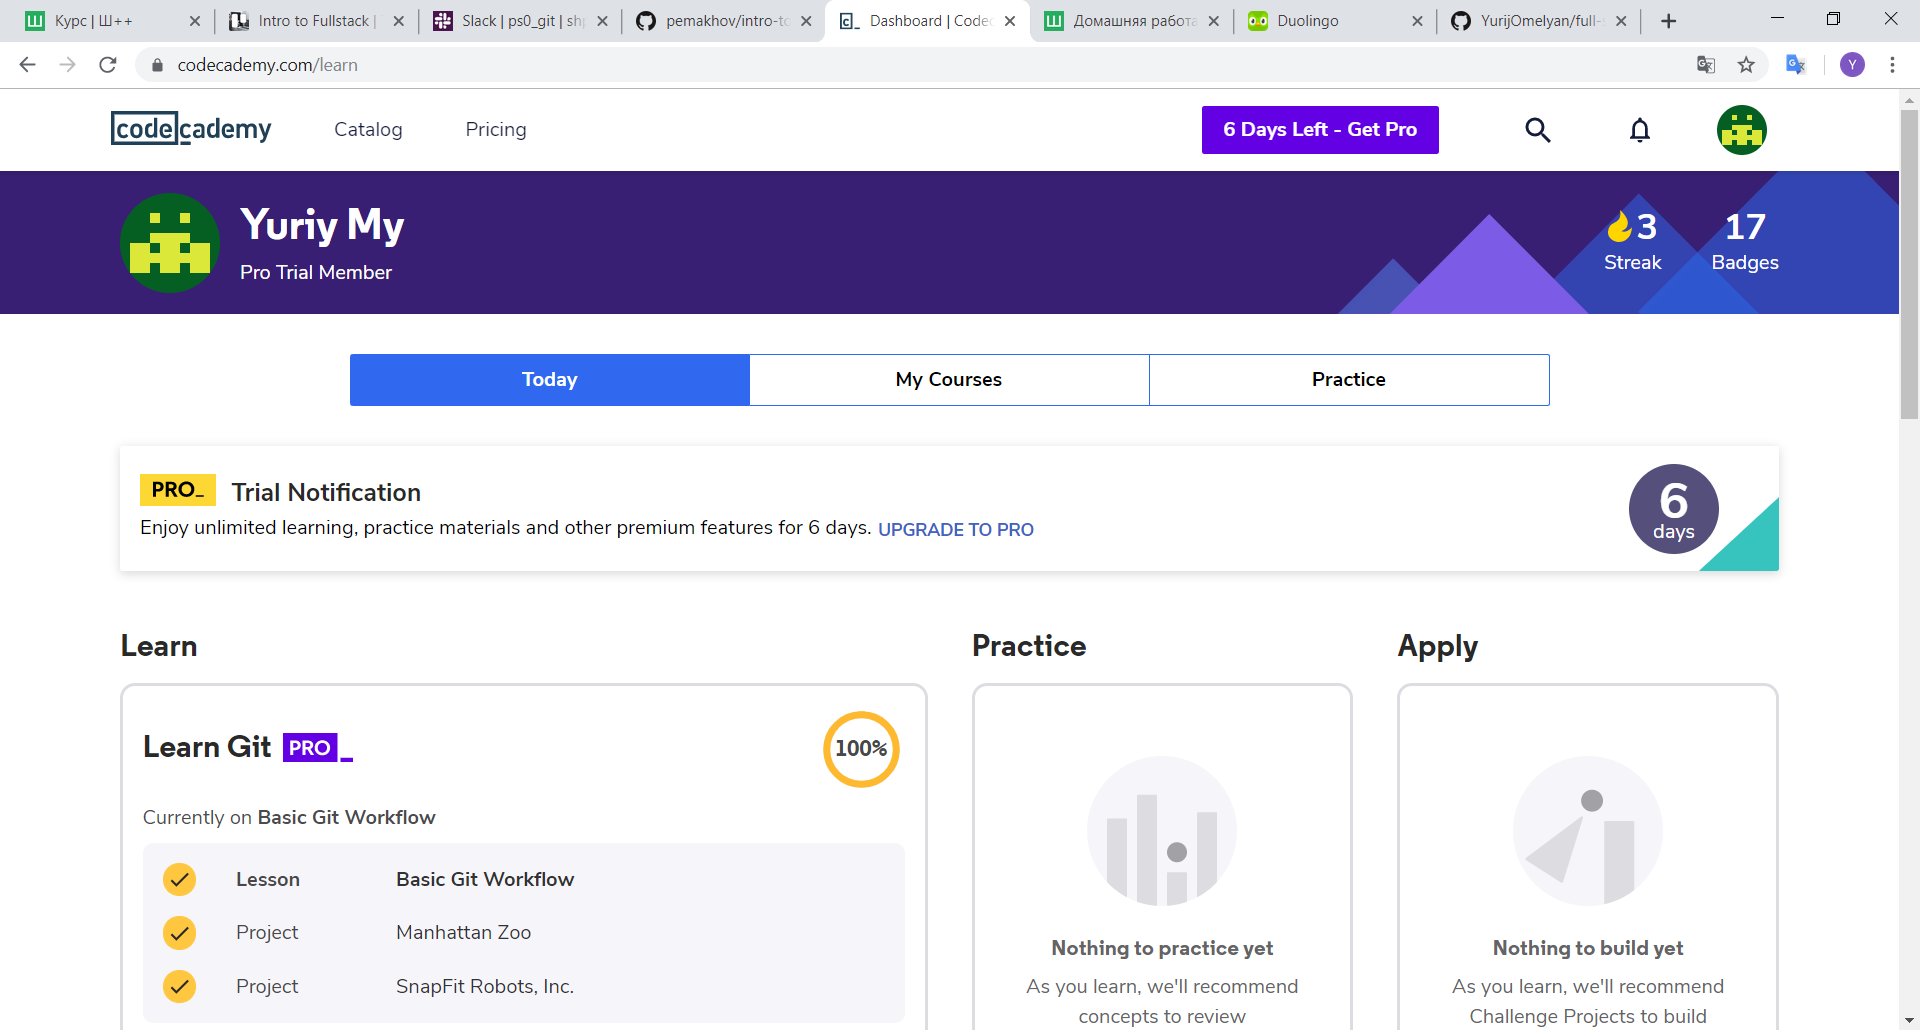 Курс | Ш++
Intro to Fullstack |
Slack | ps0_git | shp
pemakhov/intro-to
Dashboard | Codec
Домашняя работа
Duolingo
YurijOmelyan/full-
codecademy.com/learn
Y
codecademy
Catalog
Pricing
6 Days Left - Get Pro
Yuriy My
Pro Trial Member
3
Streak
17
Badges
Today
My Courses
Practice
PRO_ Trial Notification
Enjoy unlimited learning, practice materials and other premium features for 6 days. UPGRADE TO PRO
6
days
Learn
Learn Git PRO_
100%
Currently on Basic Git Workflow
Lesson Basic Git Workflow
Project Manhattan Zoo
Project SnapFit Robots, Inc.
Practice
Nothing to practice yet
As you learn, we'll recommend
concepts to review
Apply
Nothing to build yet
As you learn, we'll recommend
Challenge Projects to build